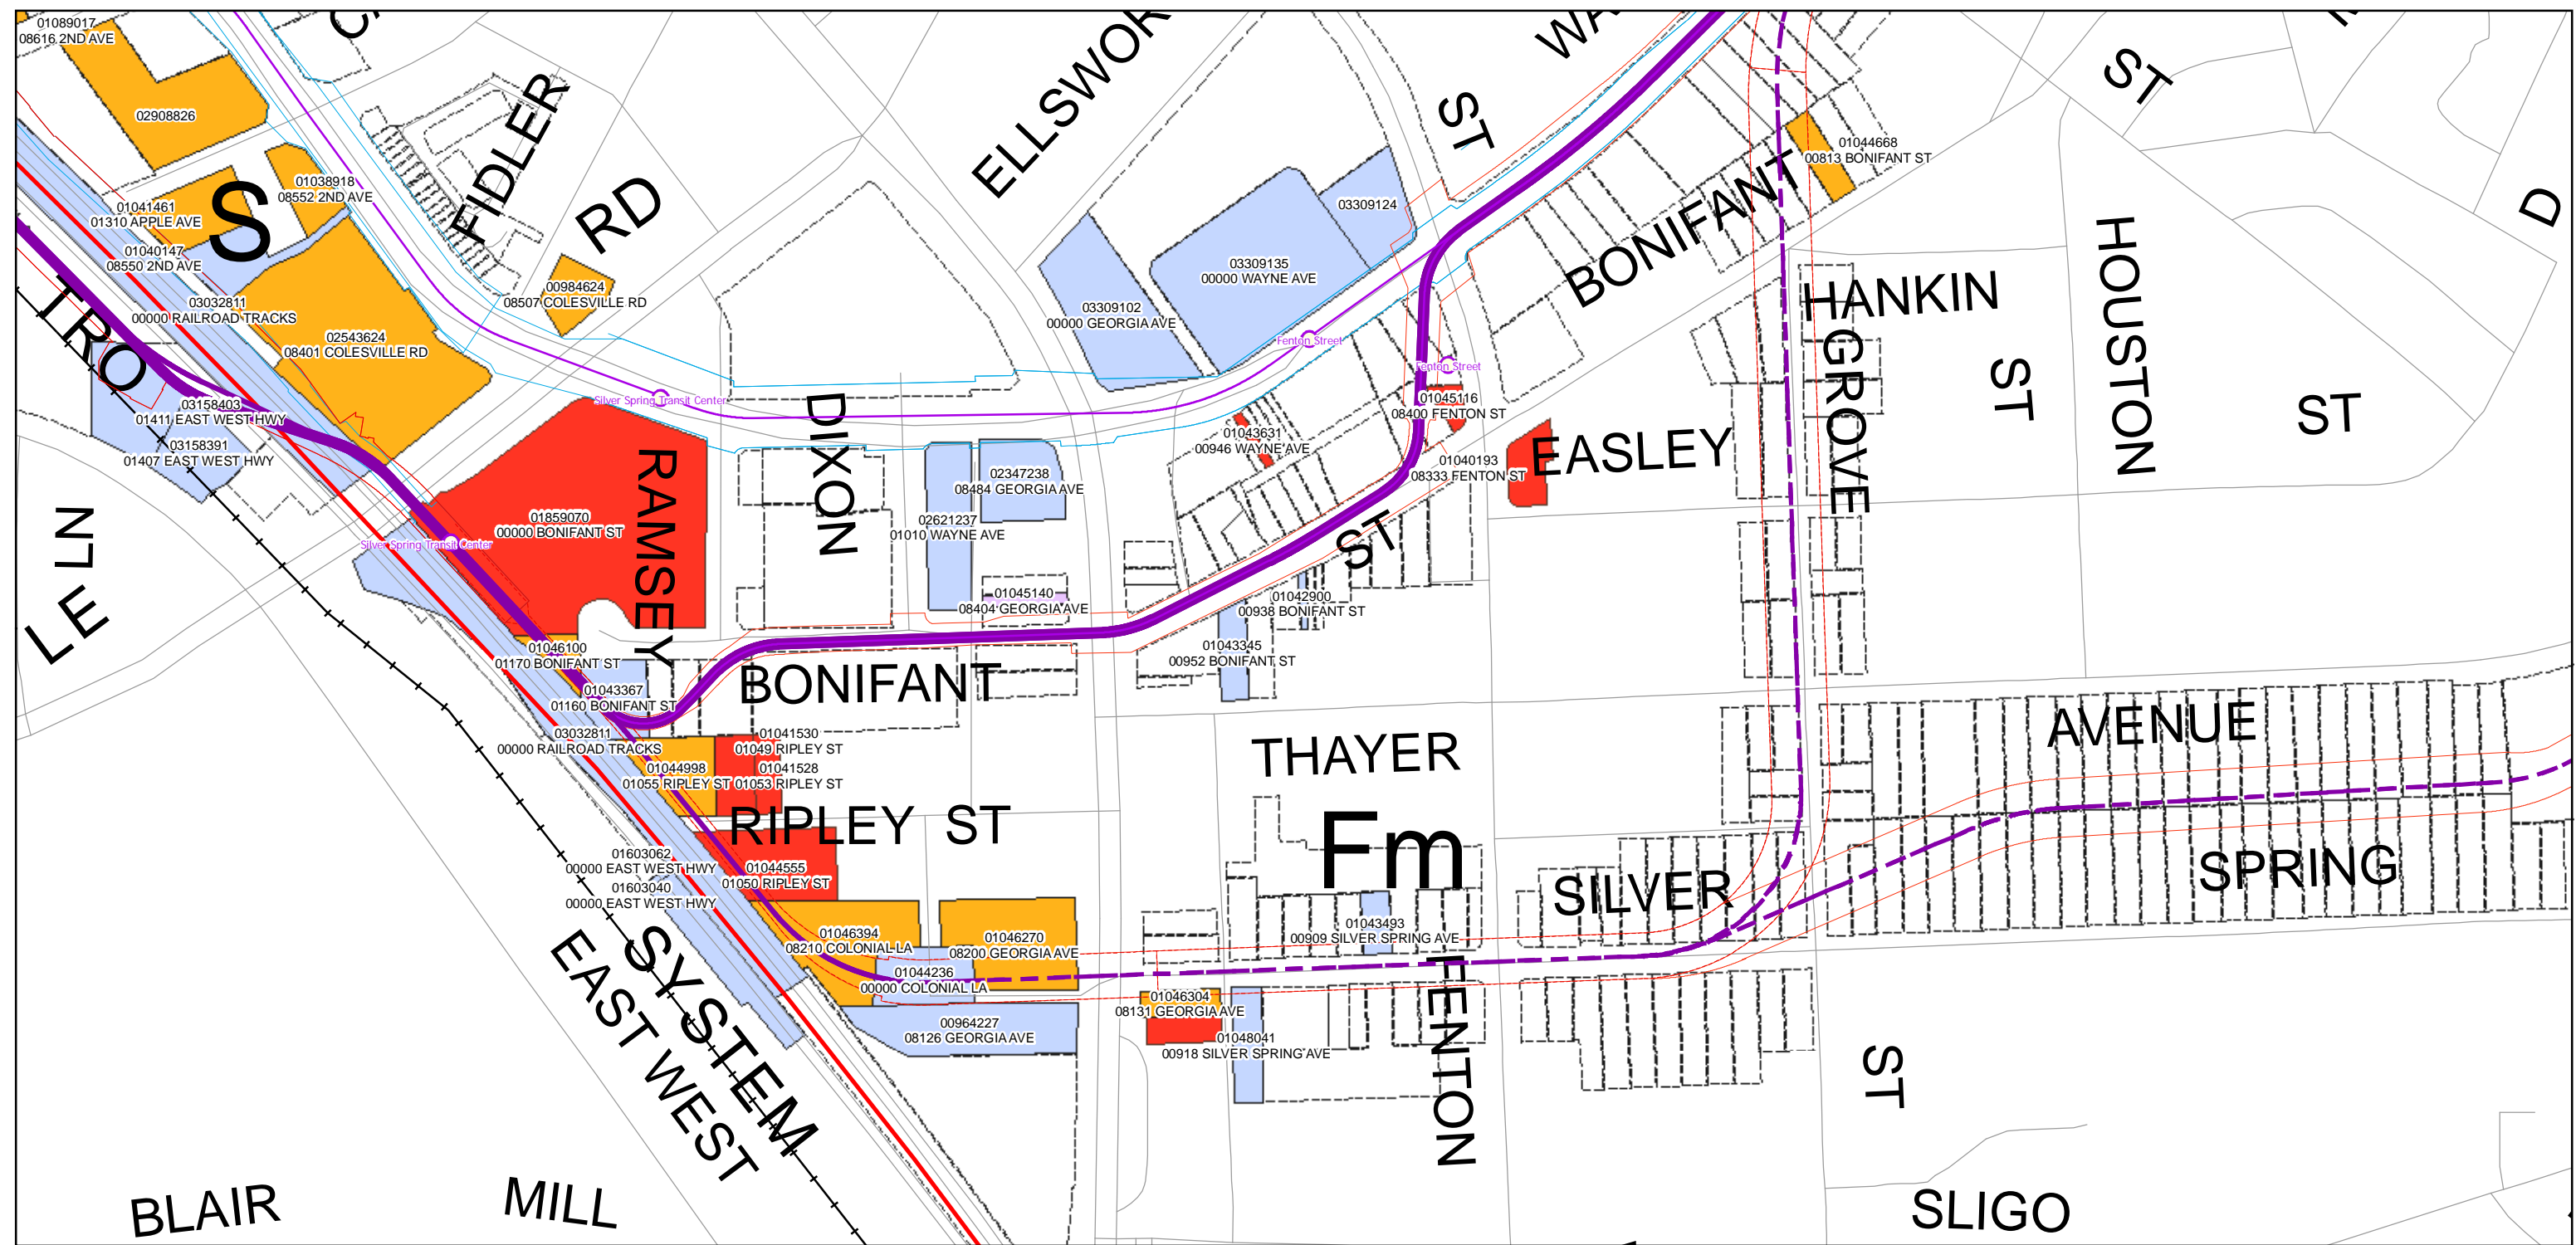 01089017
08616 2ND AVE
02908826
FIDLER
RD
ELLSWOR
WA
ST
ST
D
01044668
00813 BONIFANT ST
01038918
08552 2ND AVE
01041461
01310 APPLE AVE
S
01040147
08550 2ND AVE
03032811
00000 RAILROAD TRACKS
TRO
02543624
08401 COLESVILLE RD
00984624
08507 COLESVILLE RD
03309124
03309135
00000 WAYNE AVE
03309102
00000 GEORGIA AVE
Fenton Street
Fenton Street
BONIFANT
HANKIN
ST
HOUSTON
ST
GROVE
03158403
01411 EAST WEST HWY
03158391
01407 EAST WEST HWY
Silver Spring Transit Center
Silver Spring Transit Center
01859070
00000 BONIFANT ST
RAMSEY
DIXON
02347238
08484 GEORGIA AVE
02621237
01010 WAYNE AVE
01043631
00946 WAYNE AVE
01045116
08400 FENTON ST
01040193
08333 FENTON ST
EASLEY
ST
LN
LE
01045140
08404 GEORGIA AVE
01042900
00938 BONIFANT ST
01043345
00952 BONIFANT ST
01046100
01170 BONIFANT ST
01043367
01160 BONIFANT ST
BONIFANT
03032811
00000 RAILROAD TRACKS
01041530
01049 RIPLEY ST
01044998
01055 RIPLEY ST
01041528
01053 RIPLEY ST
RIPLEY ST
THAYER
AVENUE
Fm
01603062
00000 EAST WEST HWY
01603040
00000 EAST WEST HWY
01044555
01050 RIPLEY ST
SILVER
SPRING
01046394
08210 COLONIAL LA
01046270
08200 GEORGIA AVE
01043493
00909 SILVER SPRING AVE
01044236
00000 COLONIAL LA
00964227
08126 GEORGIA AVE
01046304
08131 GEORGIA AVE
01048041
00918 SILVER SPRING AVE
FENTON
ST
SYSTEM
EAST WEST
BLAIR
MILL
SLIGO